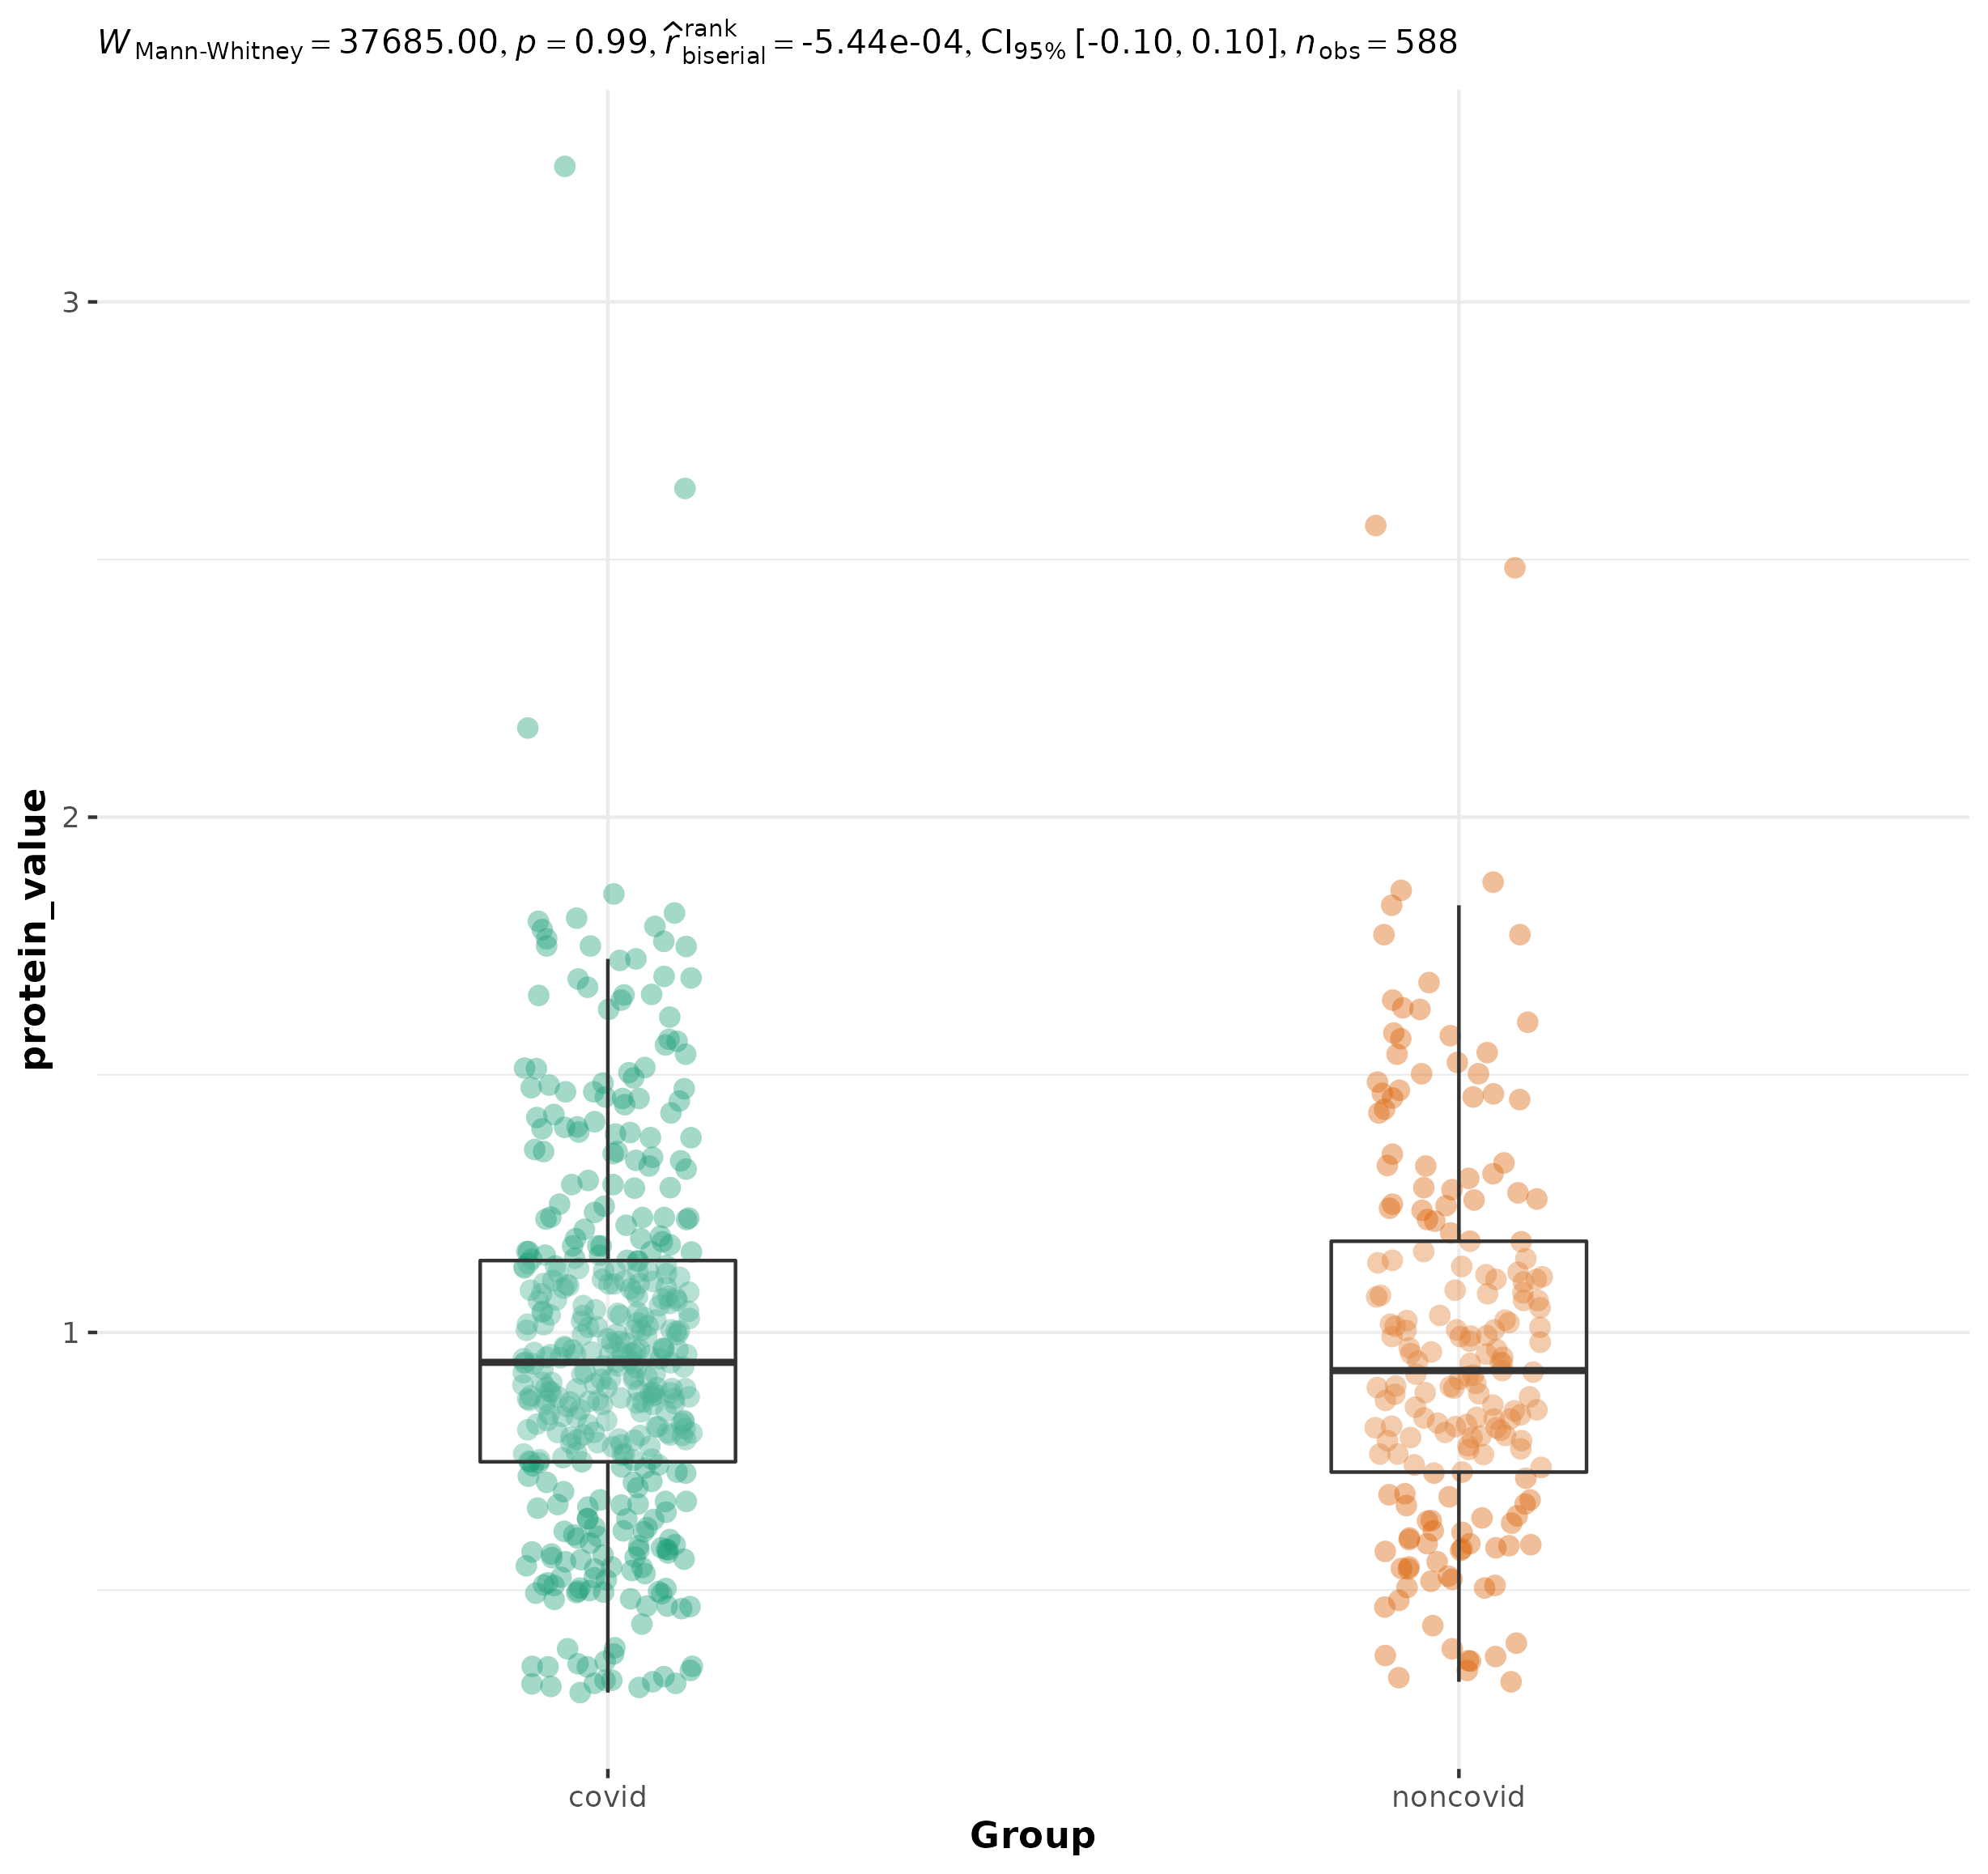 W Mann-Whitney = 37685.00, p = 0.99, r̂ rank biserial = -5.44e-04, CI95% [-0.10, 0.10], nobs = 588
3
2
1
protein_value
covid noncovid
Group